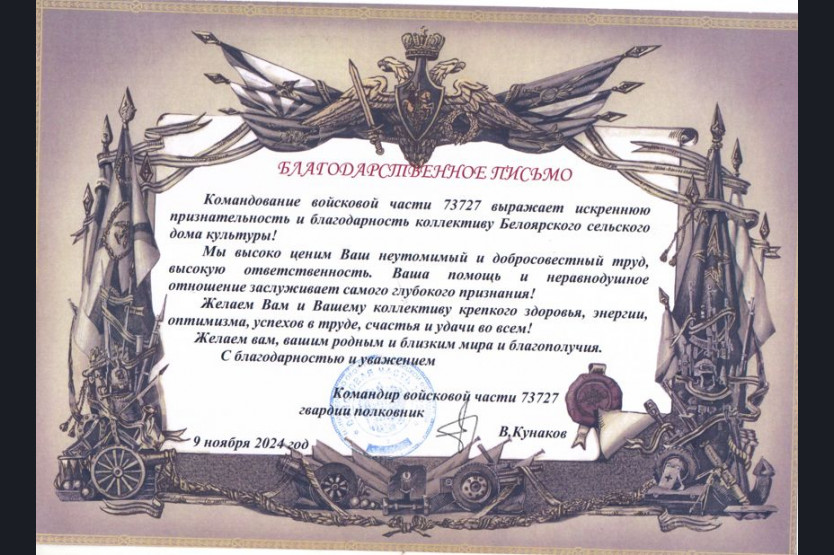 БЛАГОДАРСТВЕННОЕ ПИСЬМО
Командование войсковой части 73727 выражает искреннюю
признательность и благодарность коллективу Белоярского сельского
дома культуры!
Мы высоко ценим Ваш неутомимый и добросовестный труд,
высокую ответственность. Ваша помощь и неравнодушное
отношение заслуживает самого глубокого признания!
Желаем Вам и Вашему коллективу крепкого здоровья, энергии,
оптимизма, успехов в труде, счастья и удачи во всем!
Желаем вам, вашим родным и близким мира и благополучия.
С благодарностью и уважением
Командир войсковой части 73727
гвардии полковник
В.Кунаков
9 ноября 2024 год